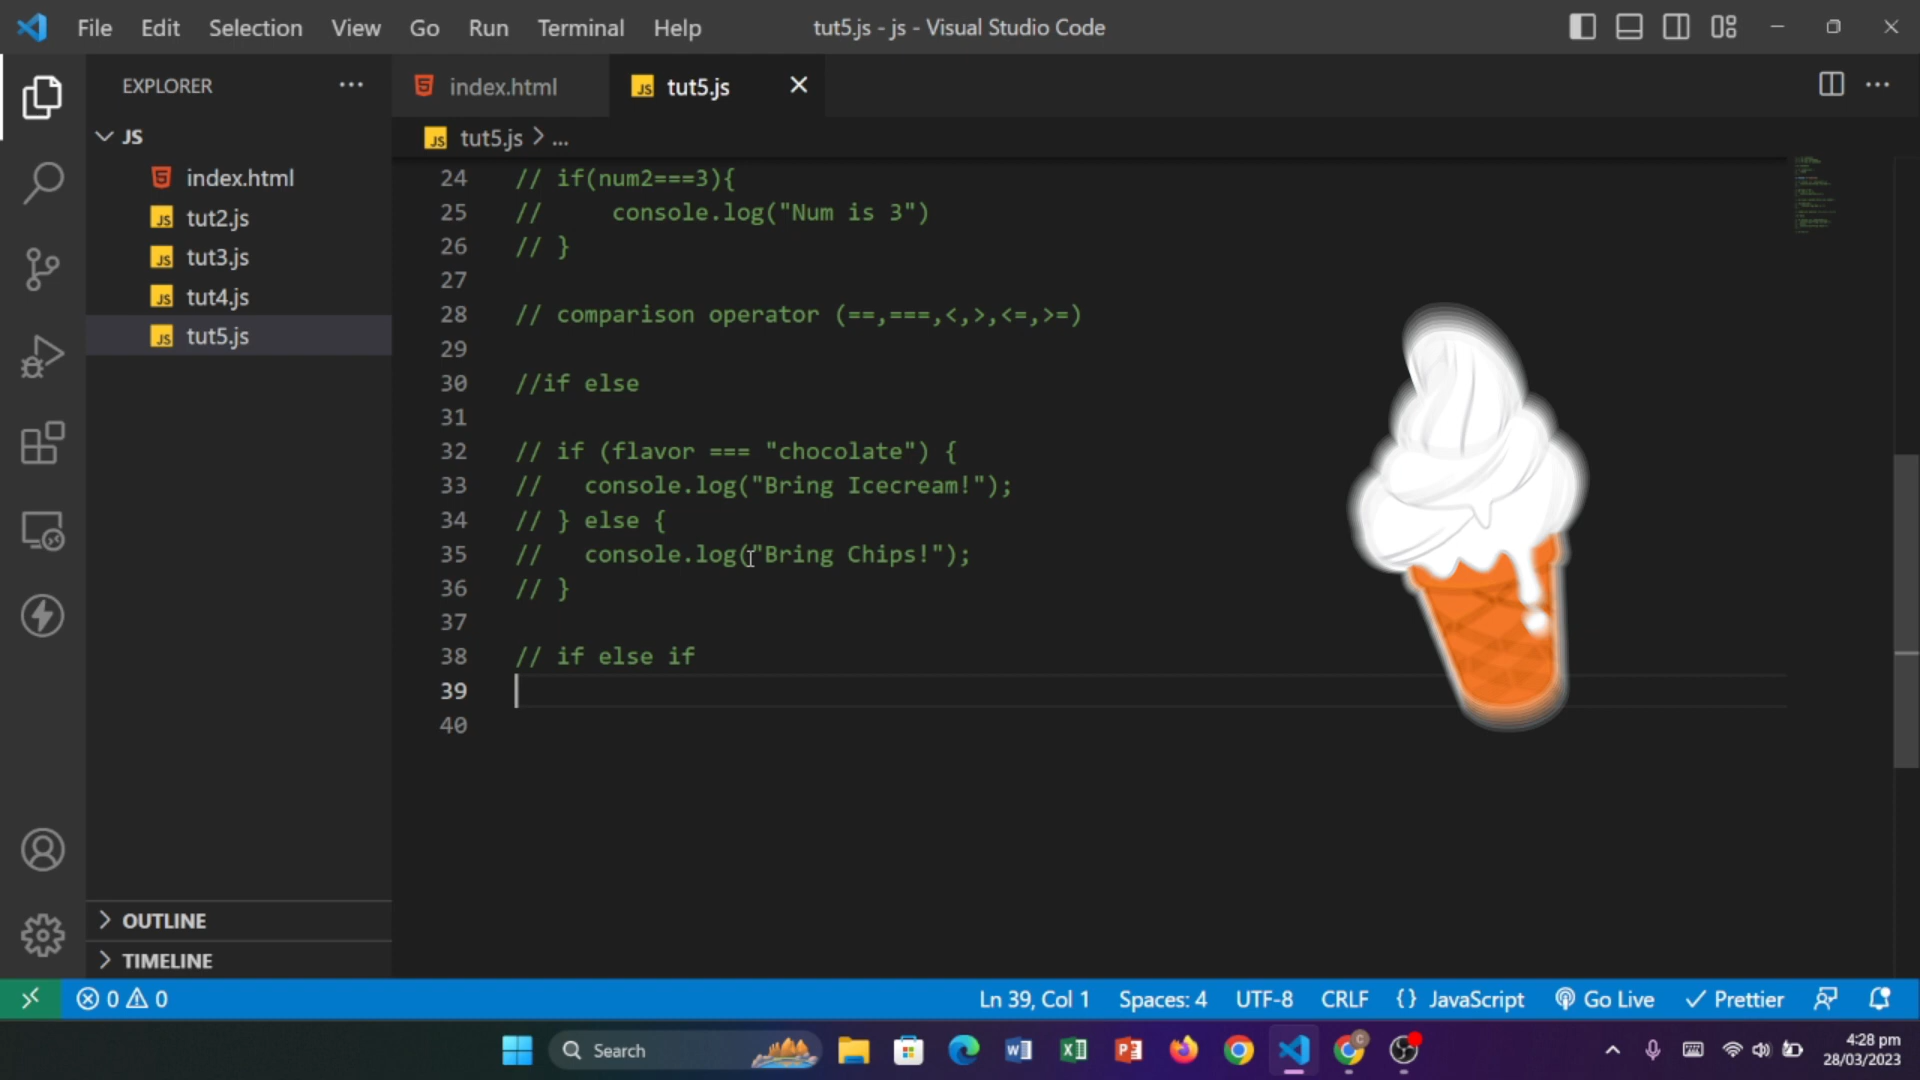 File Edit Selection View Go Run Terminal Help
tut5.js - js - Visual Studio Code
EXPLORER
JS
index.html
tut2.js
tut3.js
tut4.js
tut5.js
OUTLINE
TIMELINE
index.html
JS tut5.js
JS tut5.js > ...
24 // if(num2===3){
25 //     console.log("Num is 3")
26 // }
27
28 // comparison operator (==,===,<,>,<=,>=)
29
30 //if else
31
32 // if (flavor === "chocolate") {
33 //   console.log("Bring Icecream!");
34 // } else {
35 //   console.log("Bring Chips!");
36 // }
37
38 // if else if
39
40
0 0
Ln 39, Col 1 Spaces: 4 UTF-8 CRLF {} JavaScript Go Live Prettier
Search
4:28 pm
28/03/2023